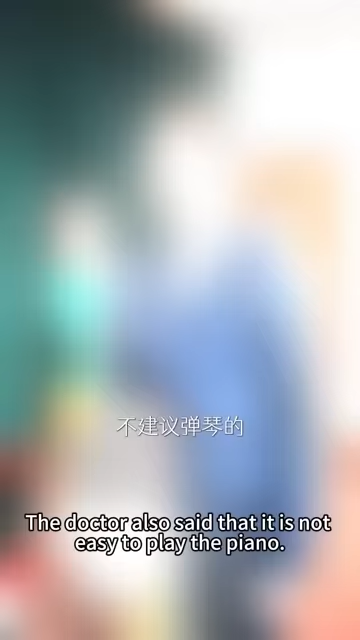 不建议弹琴的
The doctor also said that it is not
easy to play the piano.